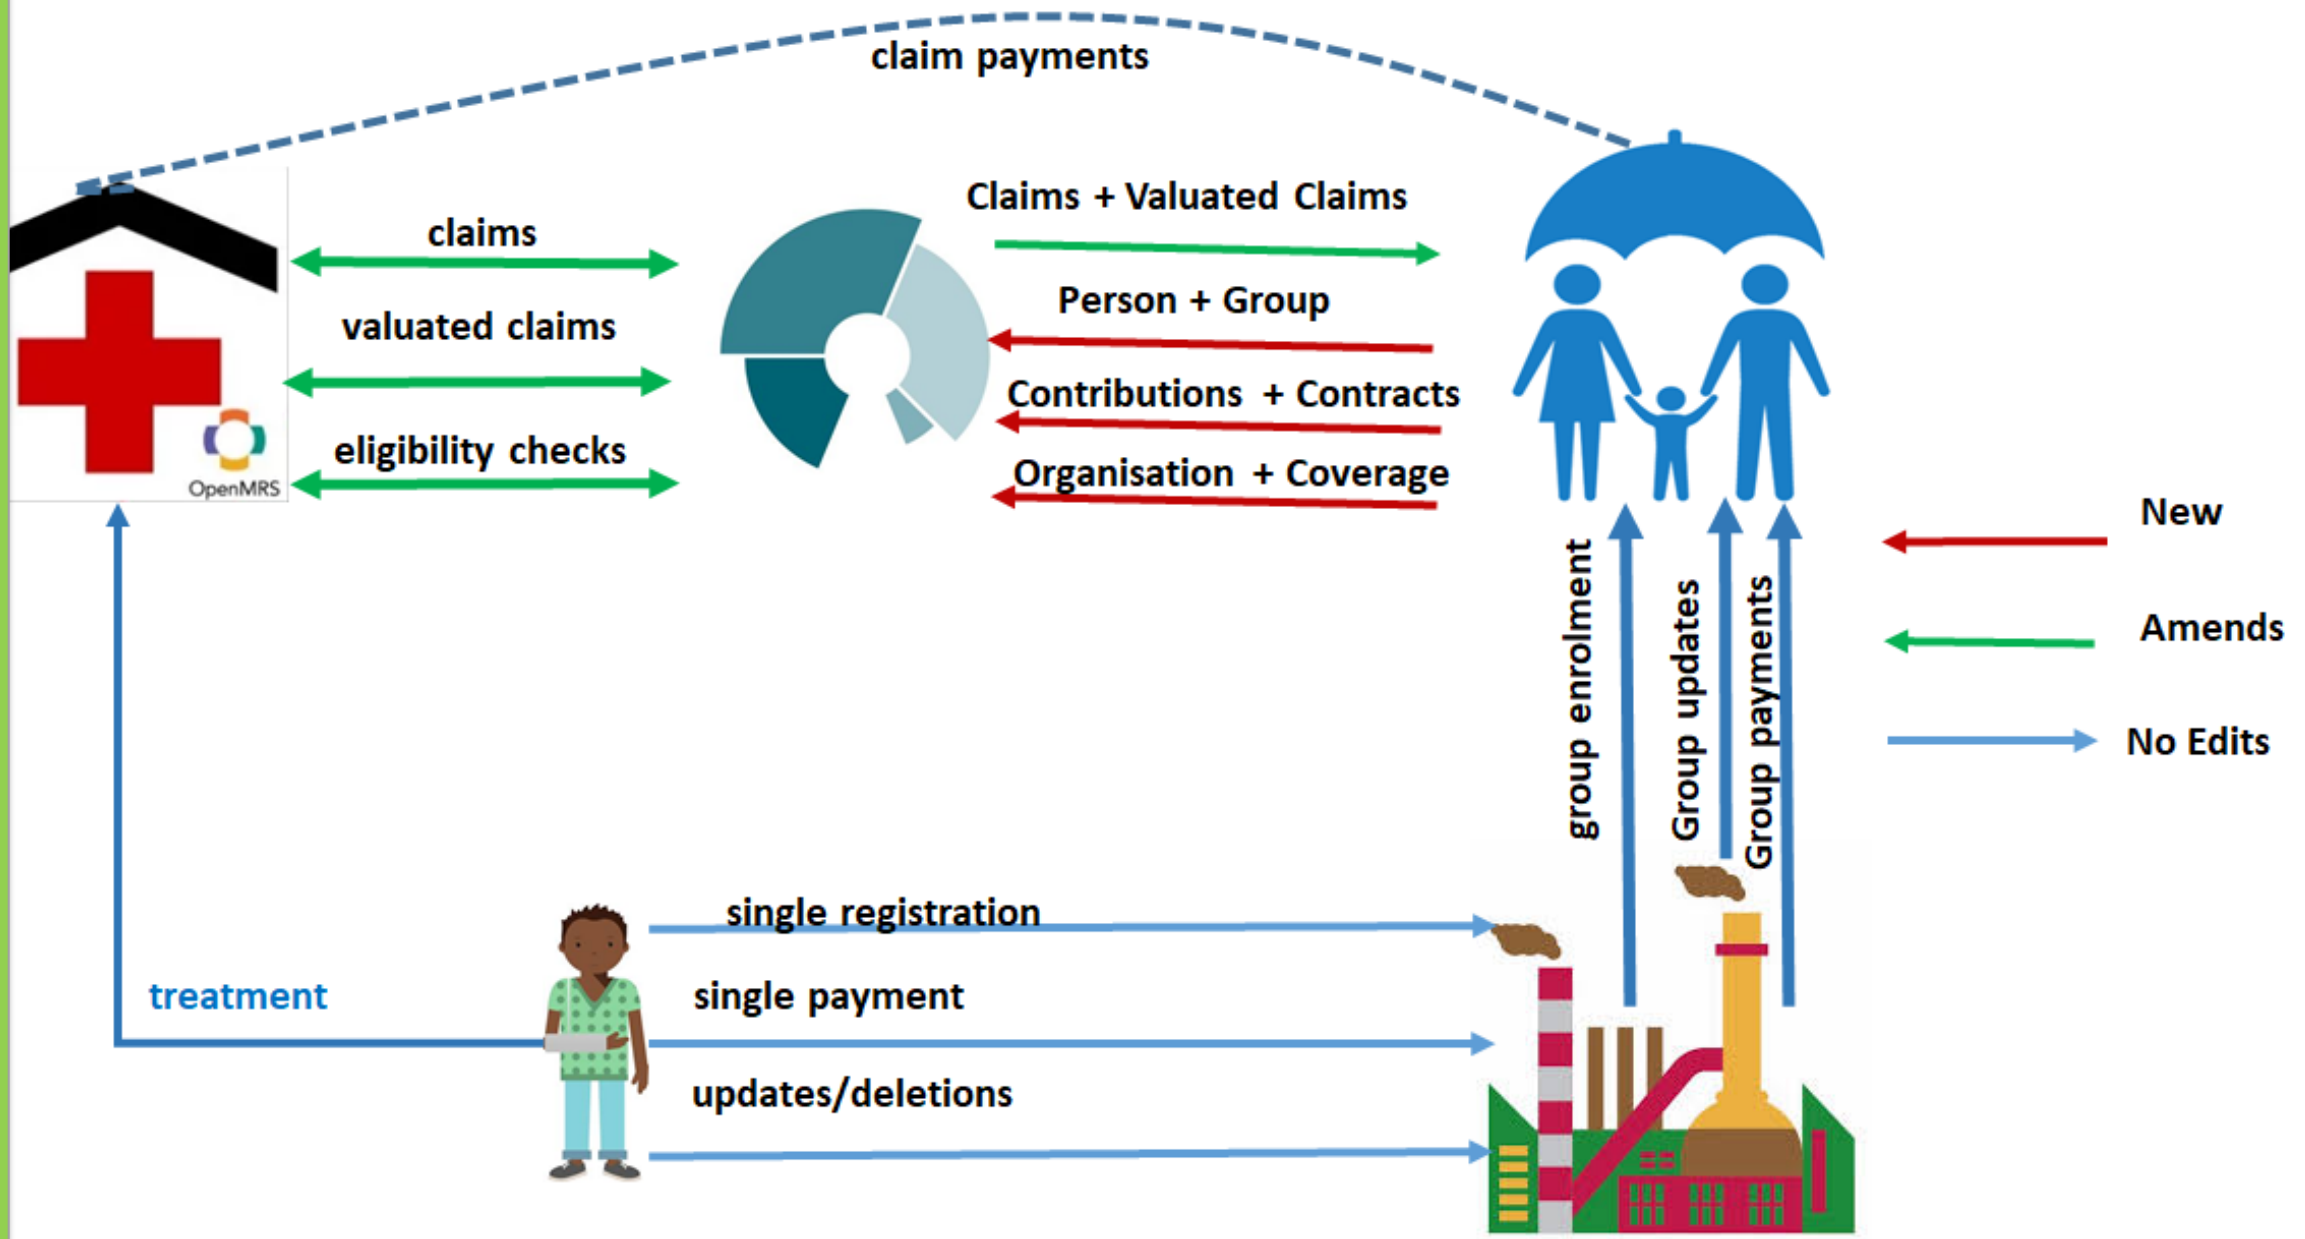 claim payments
Claims + Valuated Claims
claims
Person + Group
valuated claims
Contributions + Contracts
eligibility checks
Organisation + Coverage
OpenMRS
New
group enrolment
Group updates
Group payments
Amends
No Edits
single registration
treatment
single payment
updates/deletions